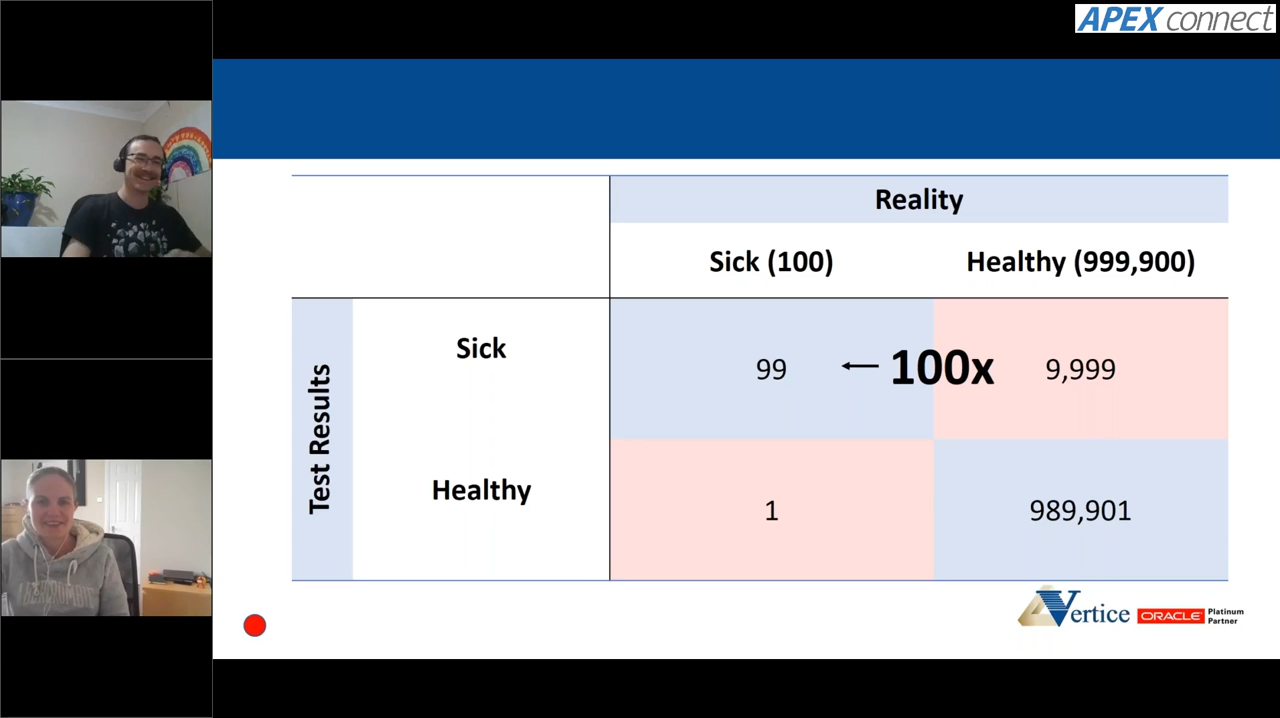 APEX connect
Reality
Sick (100)
Healthy (999,900)
Test Results
Sick
99
← 100x
9,999
Healthy
1
989,901
Vertice
ORACLE
Platinum
Partner